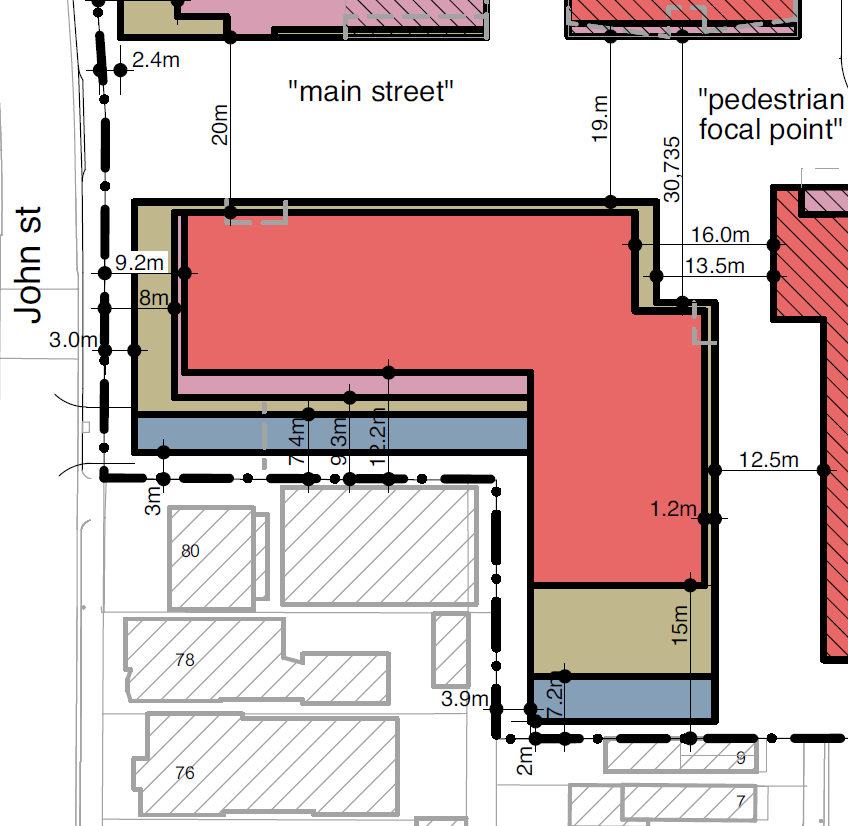 2.4m
"main street"
"pedestrian
focal point"
20m
19.m
30,735
John st
16.0m
9.2m
13.5m
8m
3.0m
7.4m
9.3m
12.2m
12.5m
3m
1.2m
80
15m
78
7.2m
3.9m
2m
9
76
7